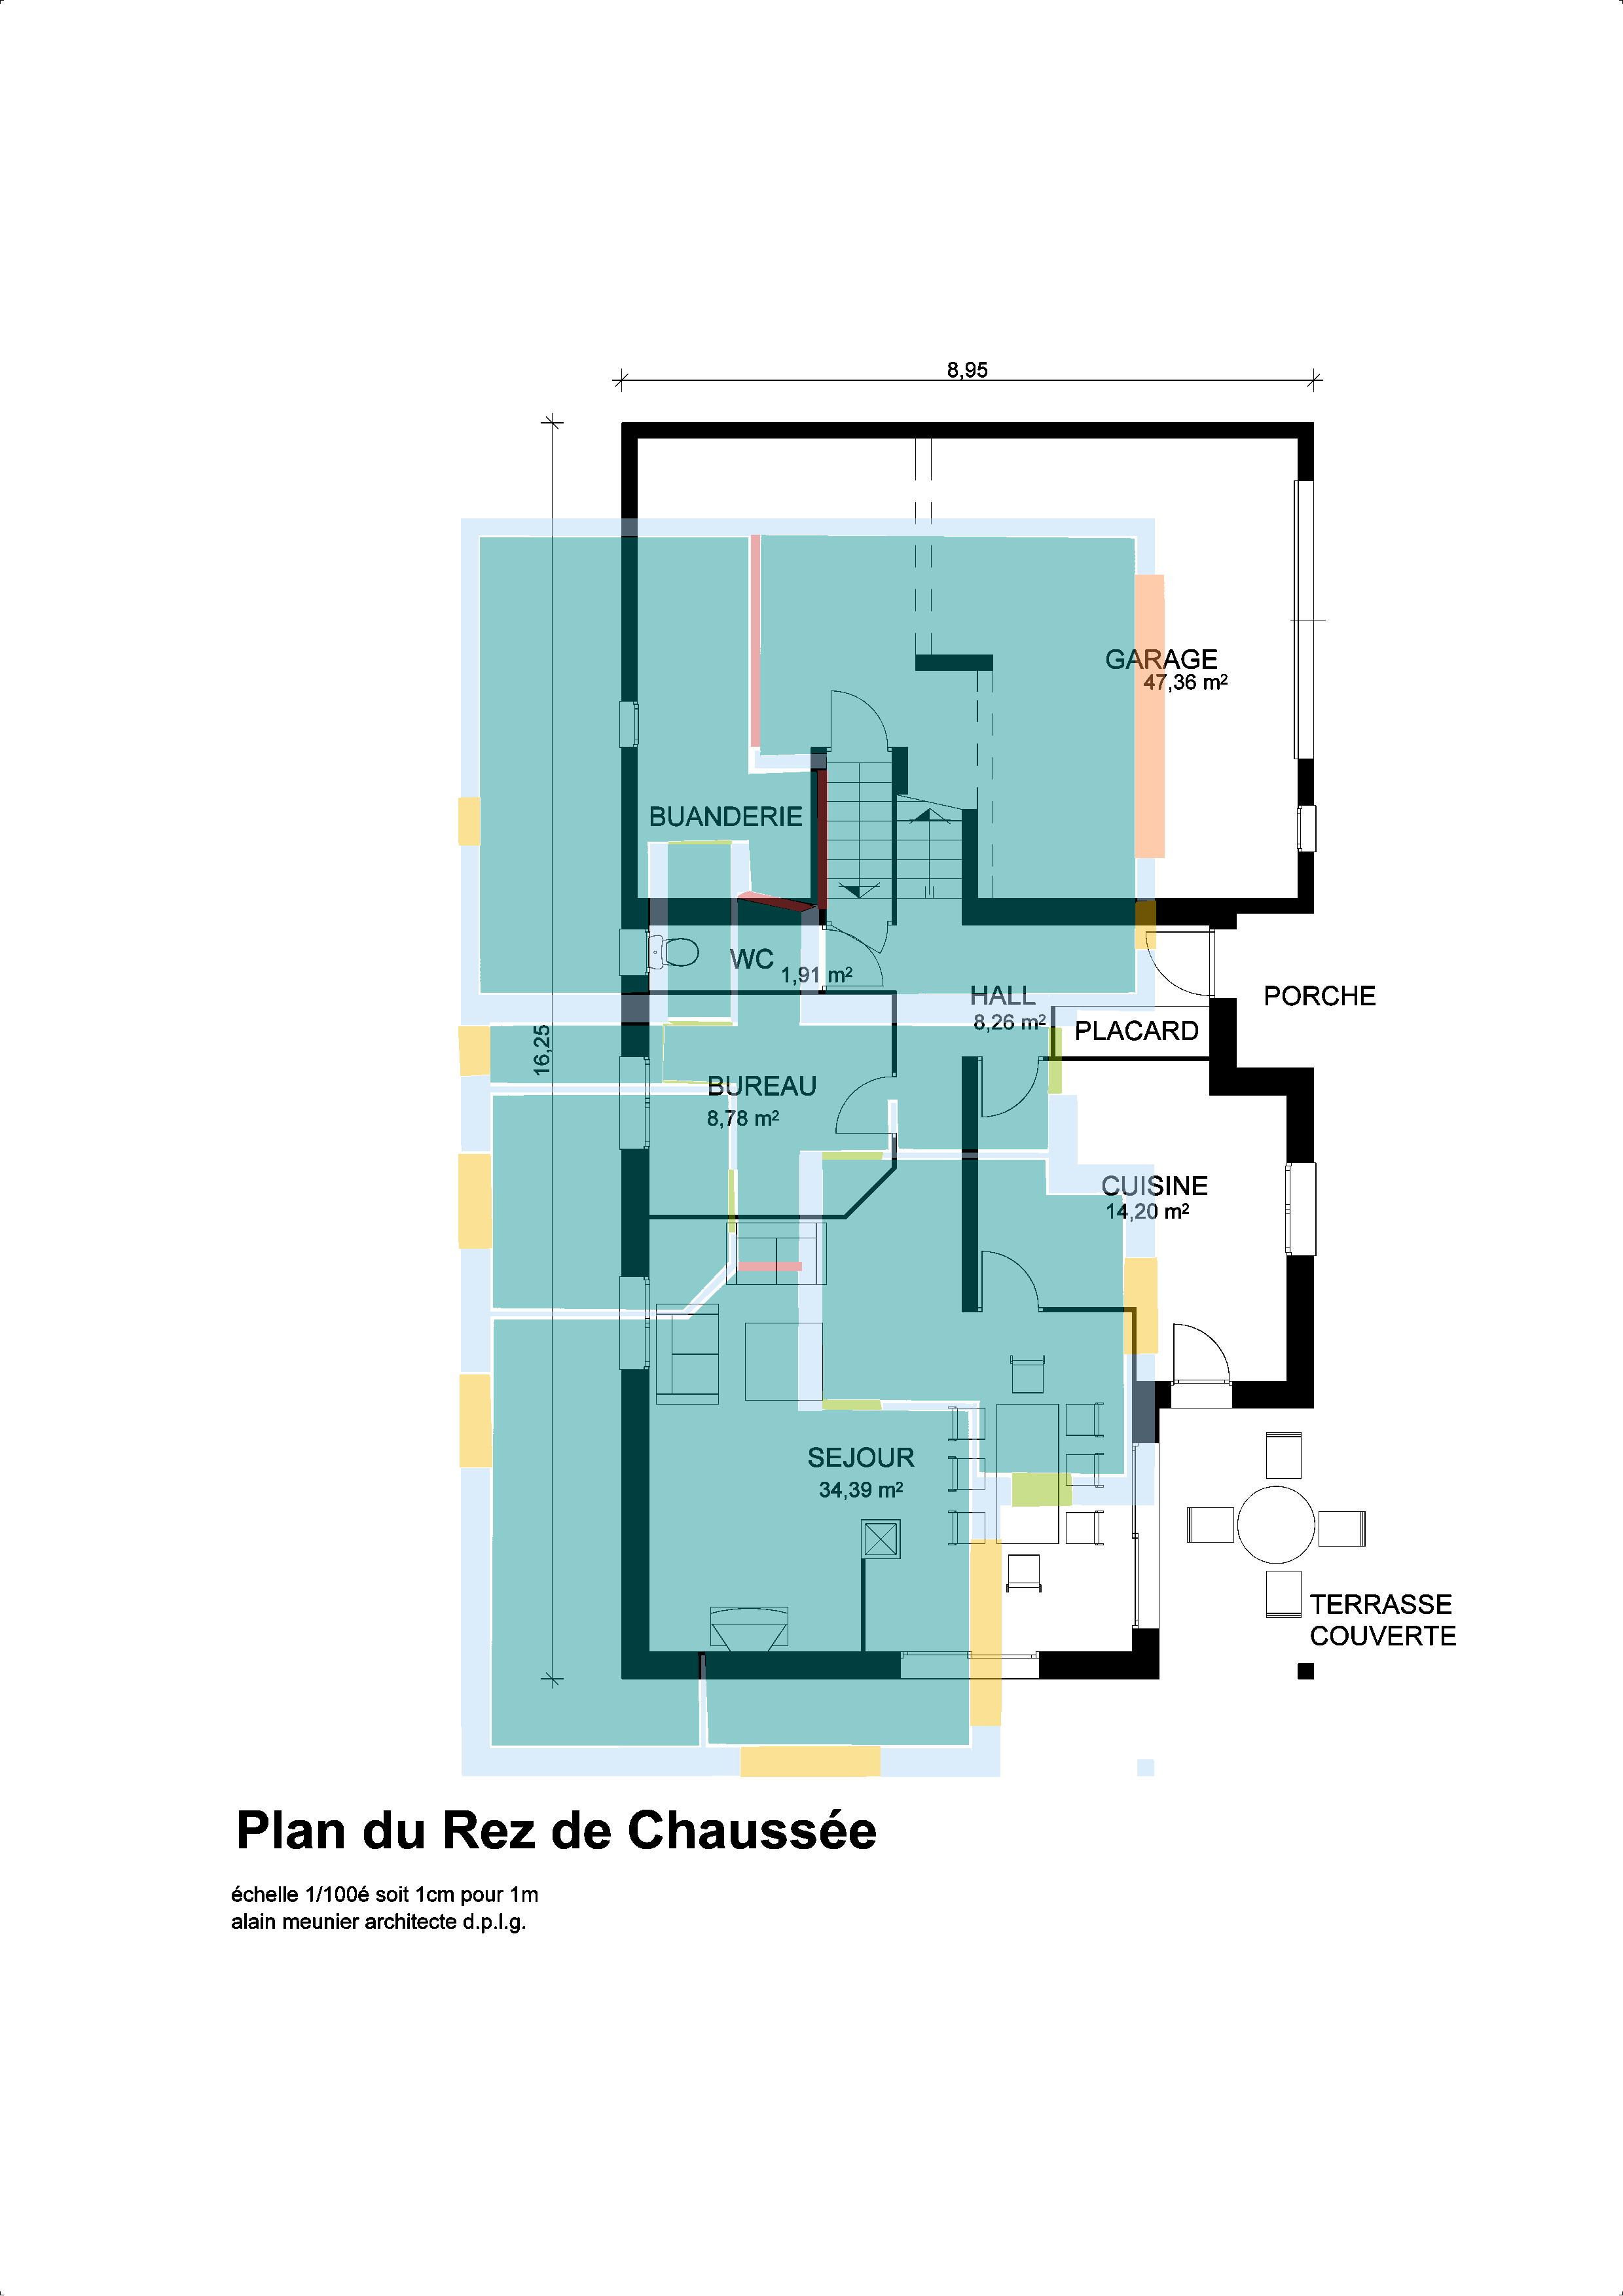 8,95
GARAGE
47,36 m²
BUANDERIE
WC
1,91 m²
HALL
8,26 m²
PORCHE
PLACARD
16,25
BUREAU
8,78 m²
CUISINE
14,20 m²
SEJOUR
34,39 m²
TERRASSE
COUVERTE
Plan du Rez de Chaussée
échelle 1/100é soit 1cm pour 1m
alain meunier architecte d.p.l.g.